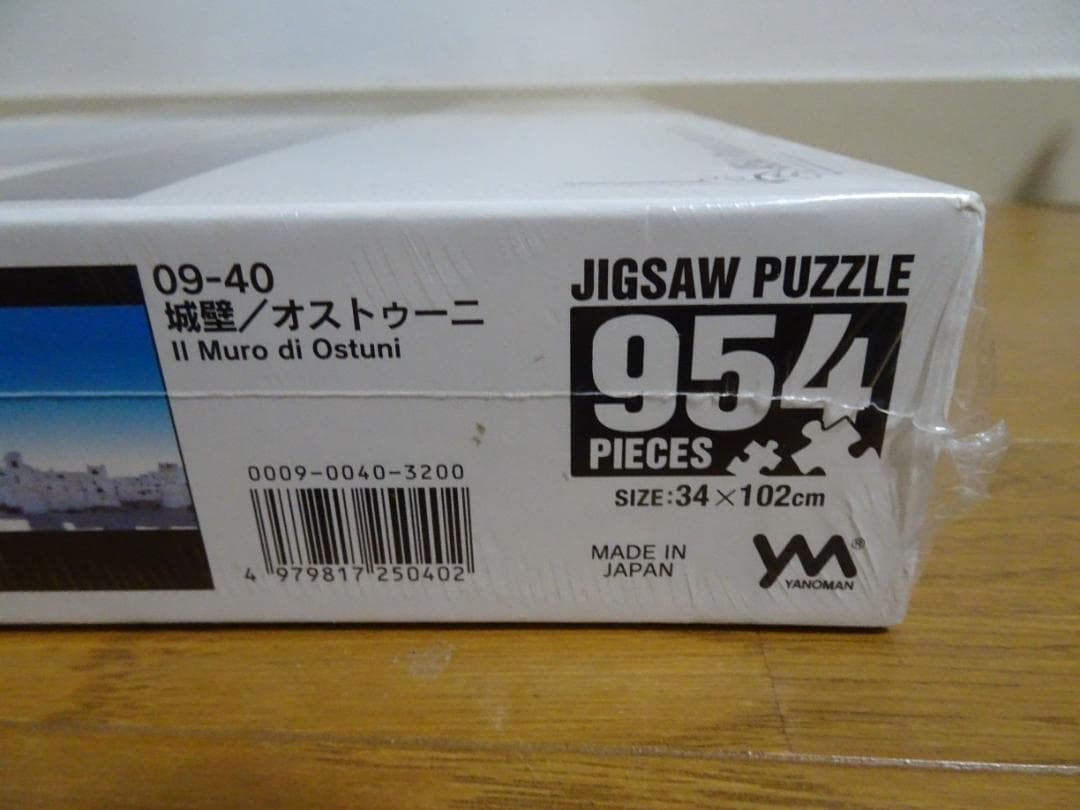 09-40
城壁／オストゥーニ
Il Muro di Ostuni
0009-0040-3200
4 979817 250402
JIGSAW PUZZLE
954
PIECES
SIZE:34×102cm
MADE IN
JAPAN
YM®
YANOMAN